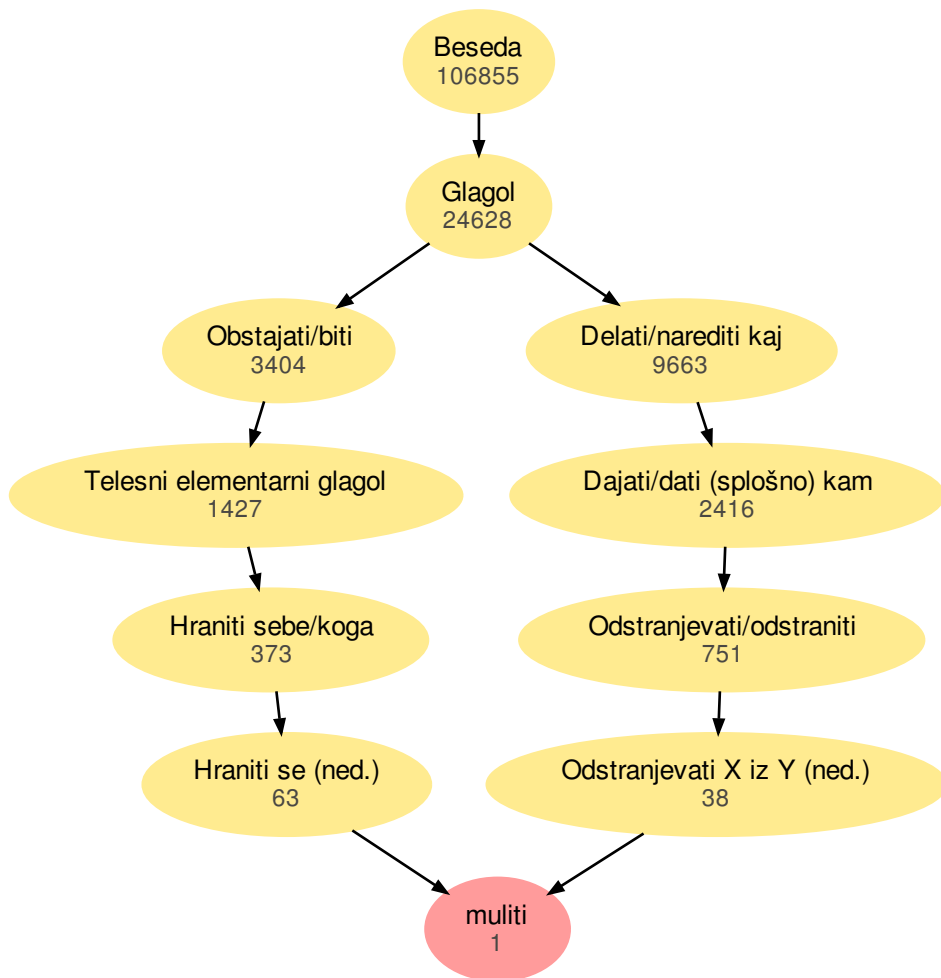 Beseda
106855
Glagol
24628
Obstajati/biti
3404
Delati/narediti kaj
9663
Telesni elementarni glagol
1427
Dajati/dati (splošno) kam
2416
Hraniti sebe/koga
373
Odstranjevati/odstraniti
751
Hraniti se (ned.)
63
Odstranjevati X iz Y (ned.)
38
muliti
1